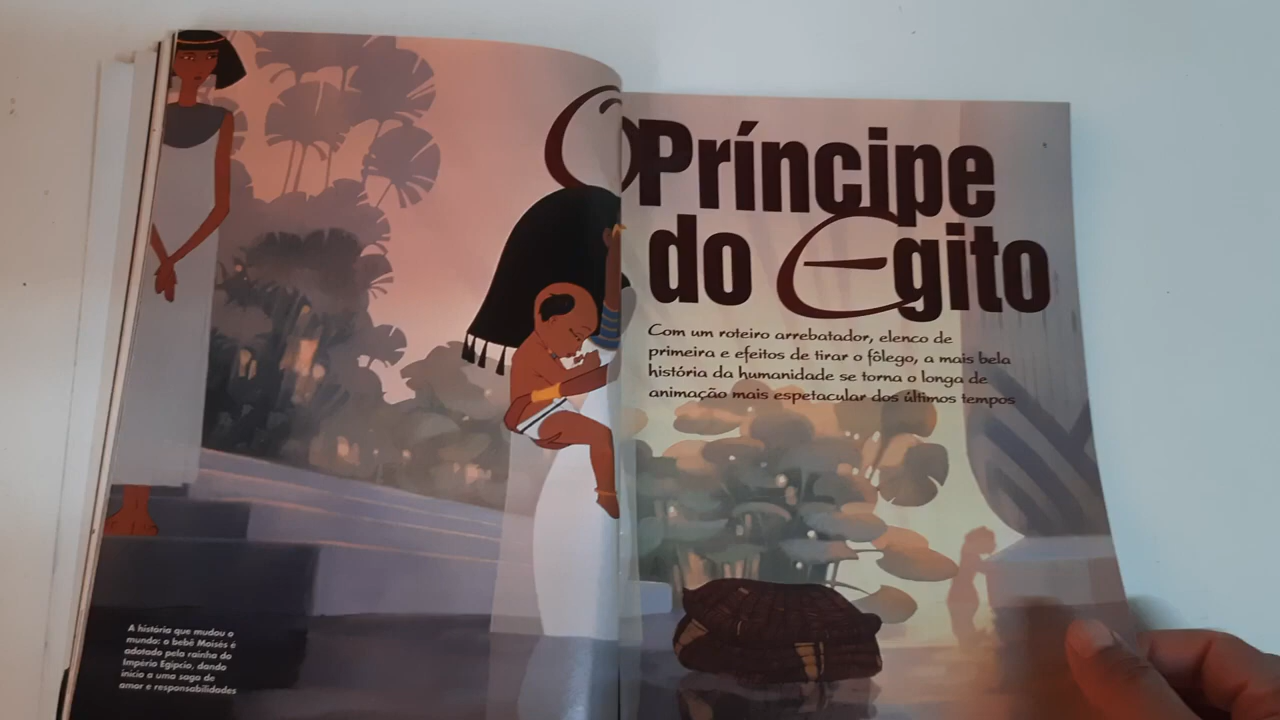 O Príncipe
do Egito
Com um roteiro arrebatador, elenco de
primeira e efeitos de tirar o fôlego, a mais bela
história da humanidade se torna o longa de
animação mais espetacular dos últimos tempos
A história que mudou o
mundo: o bebê Moisés é
adotado pela rainha do
Império Egípcio, dando
início a uma saga de
amor e responsabilidades